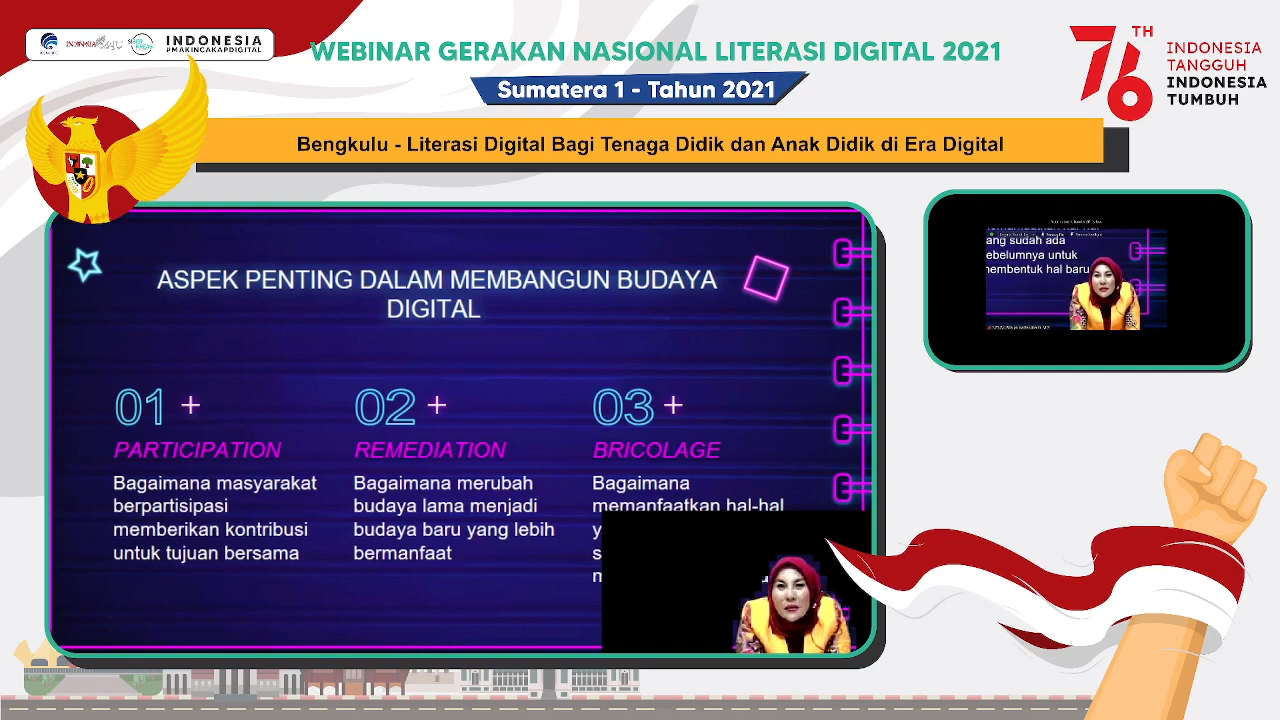 INDONESIA
#MAKINCAKAPDIGITAL
WEBINAR GERAKAN NASIONAL LITERASI DIGITAL 2021
Sumatera 1 - Tahun 2021
76TH
INDONESIA
TANGGUH
INDONESIA
TUMBUH
Bengkulu - Literasi Digital Bagi Tenaga Didik dan Anak Didik di Era Digital
ASPEK PENTING DALAM MEMBANGUN BUDAYA
DIGITAL
01 +
PARTICIPATION
Bagaimana masyarakat
berpartisipasi
memberikan kontribusi
untuk tujuan bersama
02 +
REMEDIATION
Bagaimana merubah
budaya lama menjadi
budaya baru yang lebih
bermanfaat
03 +
BRICOLAGE
Bagaimana
memanfaatkan hal-hal
y
s
m
ang sudah ada
ebelumnya untuk
nembentuk hal baru